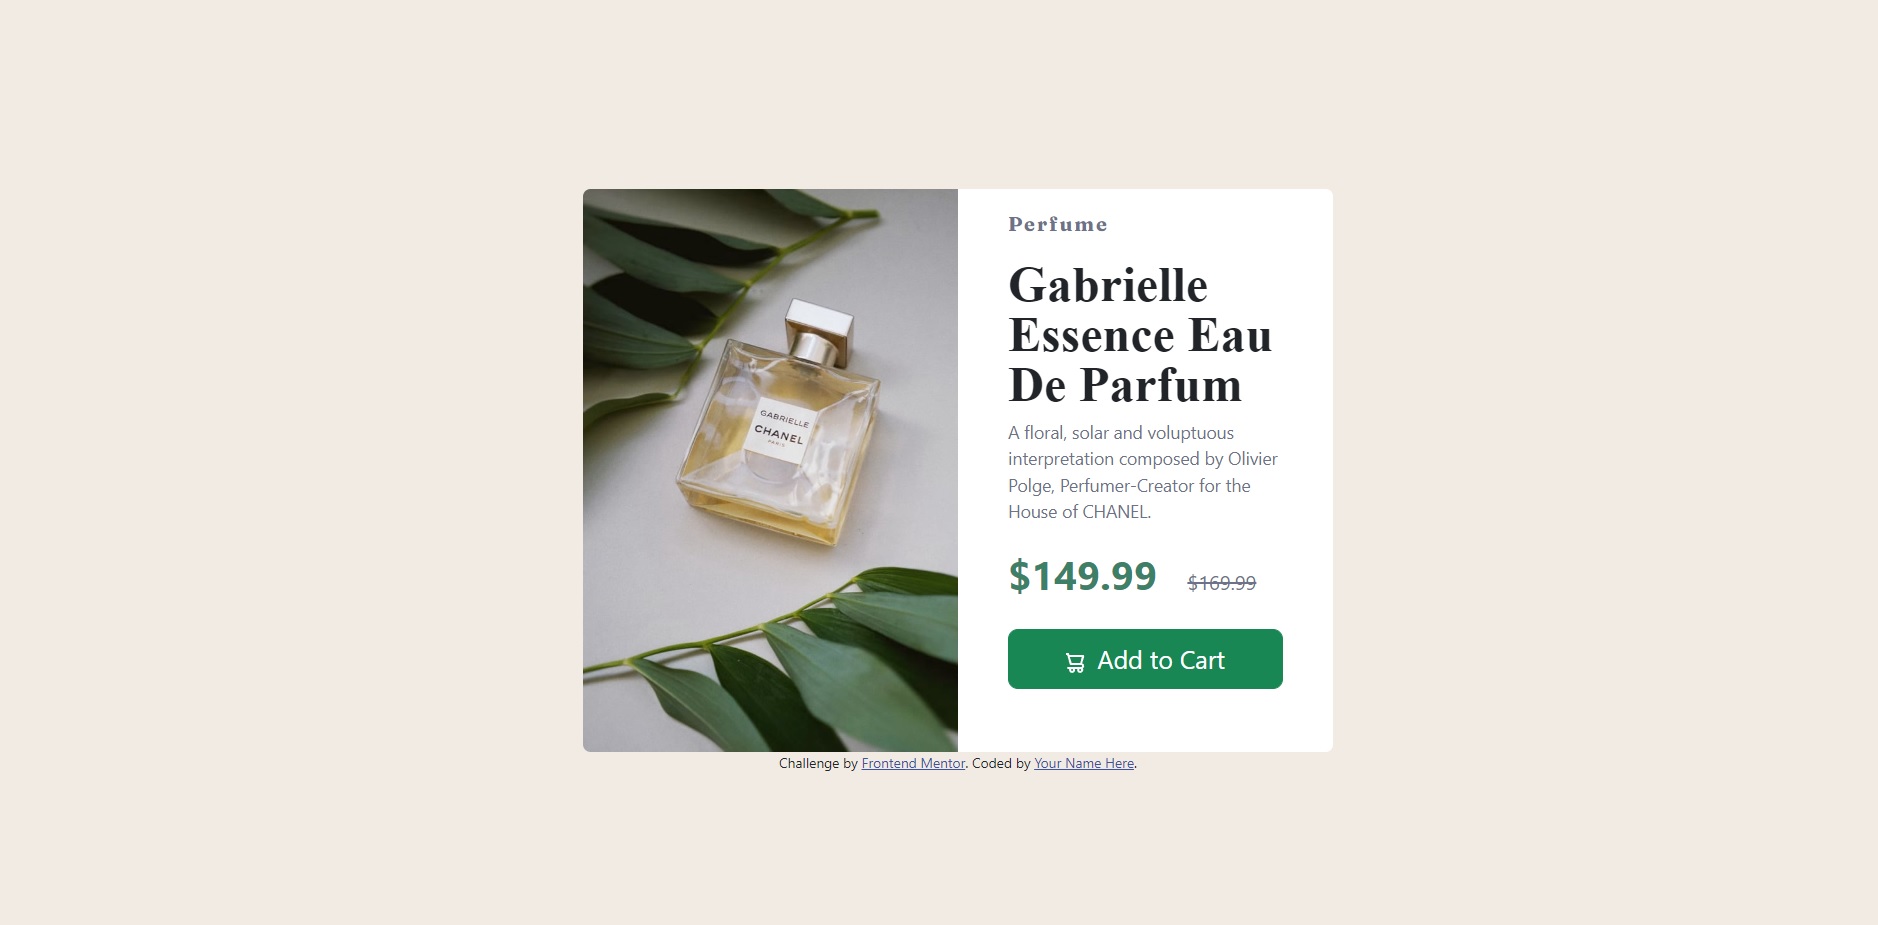 Perfume
Gabrielle
Essence Eau
De Parfum
A floral, solar and voluptuous
interpretation composed by Olivier
Polge, Perfumer-Creator for the
House of CHANEL.
$149.99 $169.99
Add to Cart
GABRIELLE
CHANEL
PARIS
Challenge by Frontend Mentor. Coded by Your Name Here.